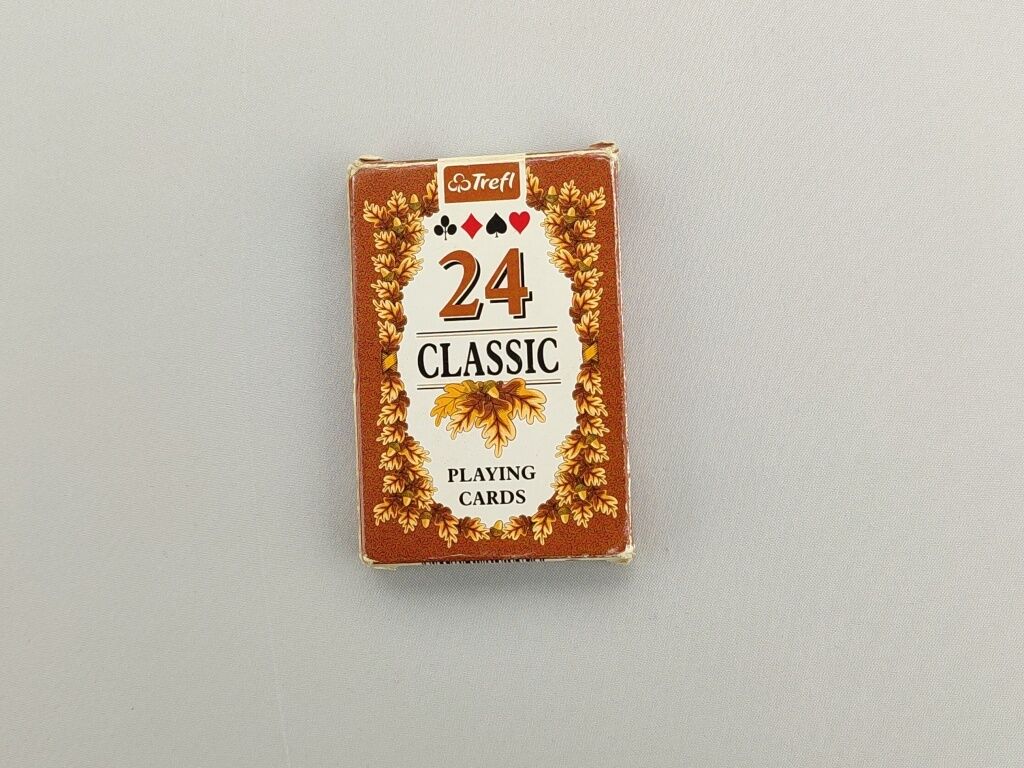 Trefl
24
CLASSIC
PLAYING
CARDS